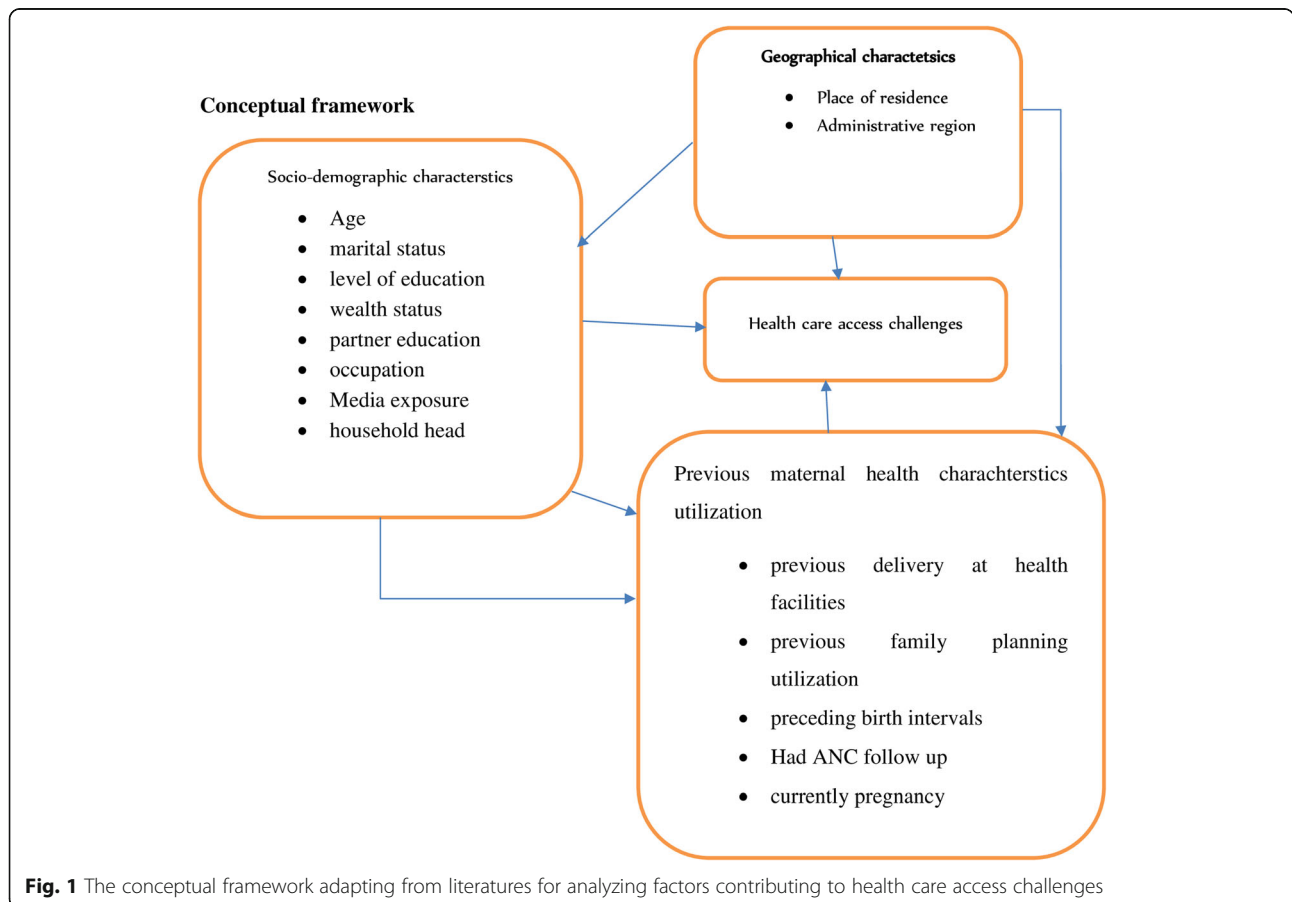 Conceptual framework
Geographical charactetsics
• Place of residence
• Administrative region
Socio-demographic characterstics
• Age
• marital status
• level of education
• wealth status
• partner education
• occupation
• Media exposure
• household head
Health care access challenges
Previous maternal health charachterstics
utilization
• previous delivery at health
facilities
• previous family planning
utilization
• preceding birth intervals
• Had ANC follow up
• currently pregnancy
Fig. 1 The conceptual framework adapting from literatures for analyzing factors contributing to health care access challenges